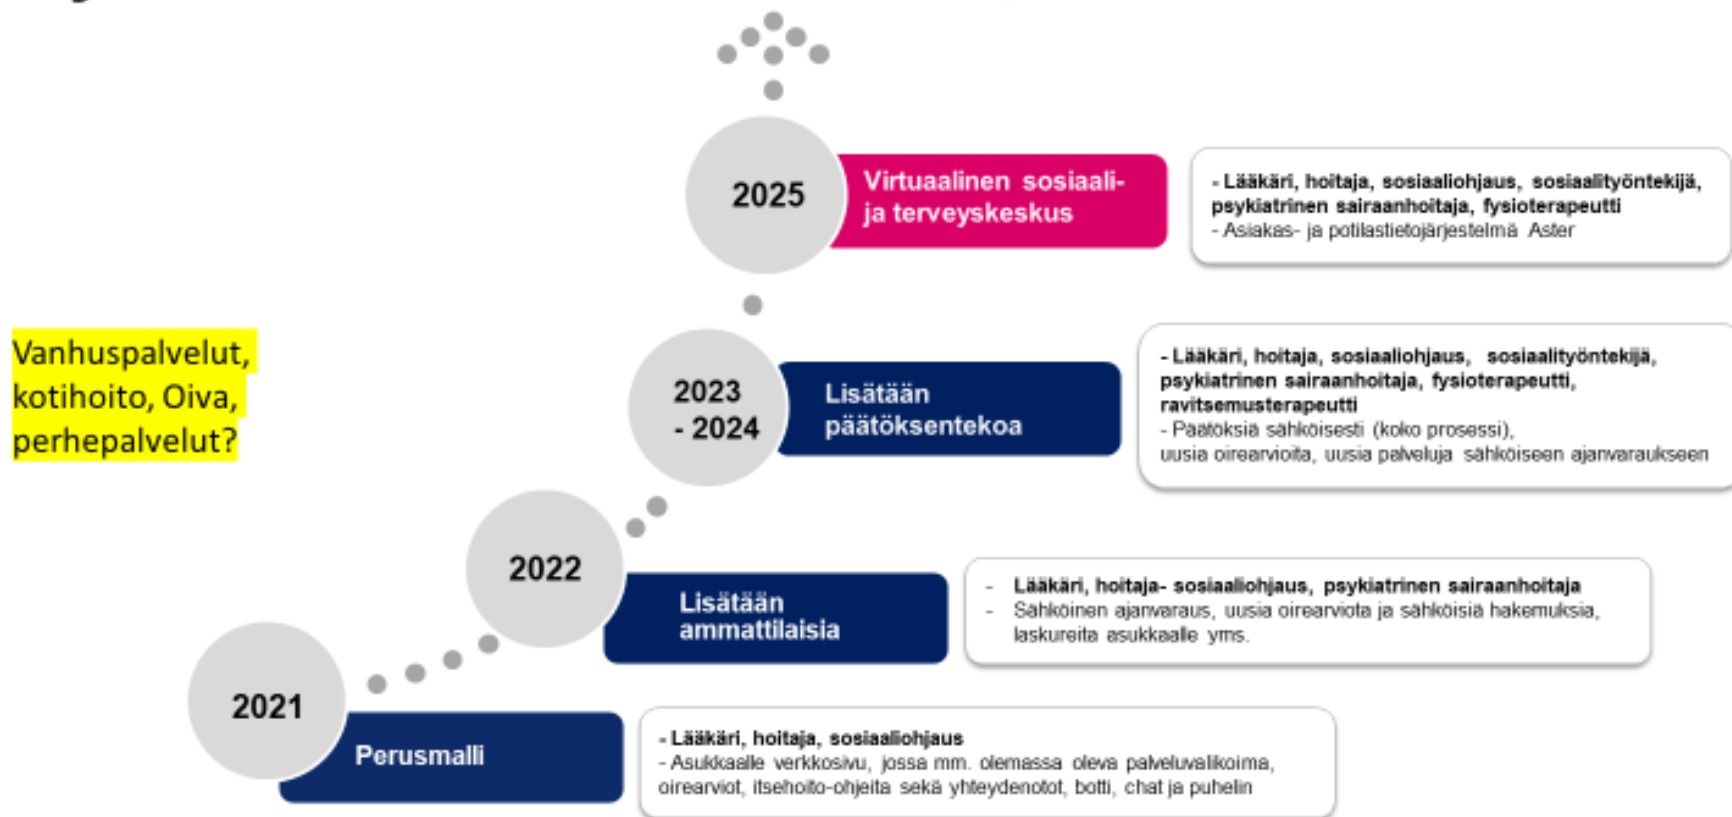 2025
Virtuaalinen sosiaali-
ja terveyskeskus
- Lääkäri, hoitaja, sosiaaliohjaus, sosiaalityöntekijä,
psykiatrinen sairaanhoitaja, fysioterapeutti
- Asiakas- ja potilastietojärjestelmä Aster
Vanhuspalvelut,
kotihoito, Oiva,
perhepalvelut?
2023
- 2024
Lisätään
päätöksentekoa
- Lääkäri, hoitaja, sosiaaliohjaus, sosiaalityöntekijä,
psykiatrinen sairaanhoitaja, fysioterapeutti,
ravitsemusterapeutti
- Päätöksiä sähköisesti (koko prosessi),
uusia oirearvioita, uusia palveluja sähköiseen ajanvaraukseen
2022
Lisätään
ammattilaisia
- Lääkäri, hoitaja- sosiaaliohjaus, psykiatrinen sairaanhoitaja
- Sähköinen ajanvaraus, uusia oirearviota ja sähköisiä hakemuksia,
laskureita asukkaalle yms.
2021
Perusmalli
- Lääkäri, hoitaja, sosiaaliohjaus
- Asukkaalle verkkosivu, jossa mm. olemassa oleva palveluvalikoima,
oirearviot, itsehoito-ohjeita sekä yhteydenotot, botti, chat ja puhelin